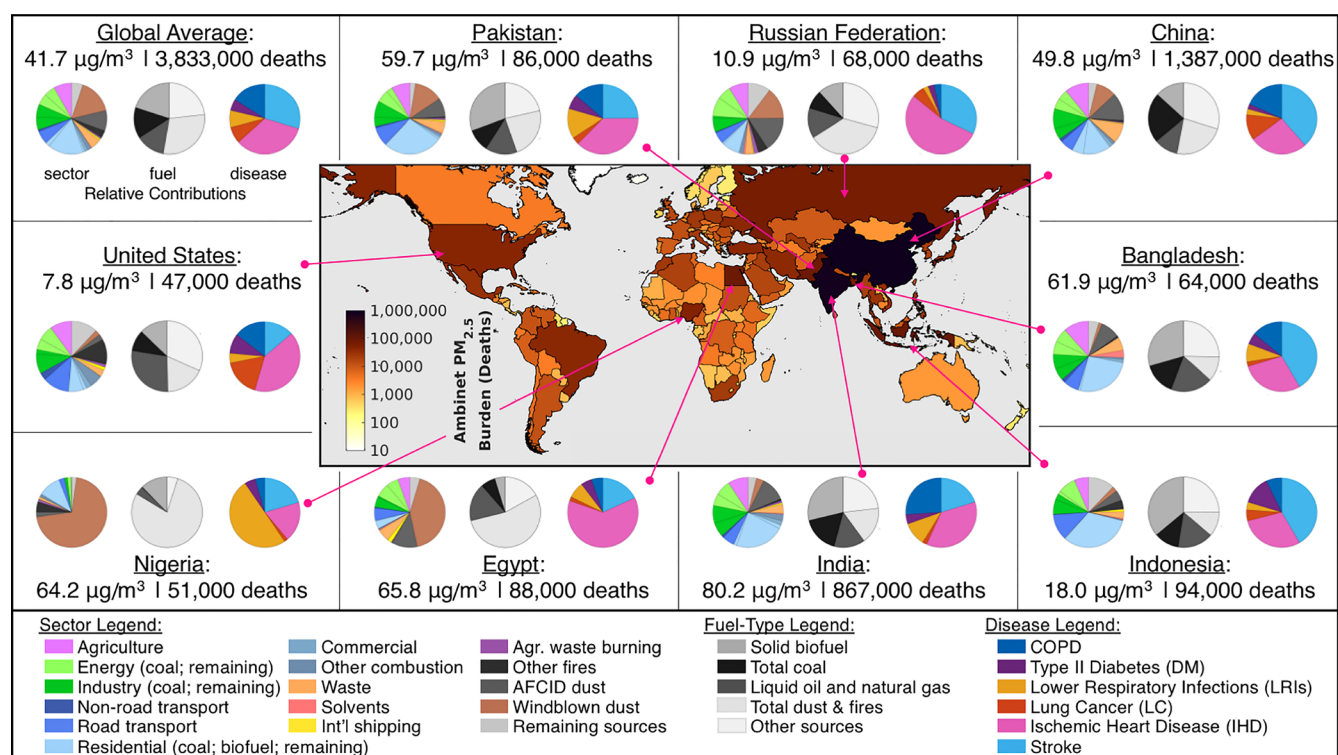 Global Average:
41.7 µg/m³ | 3,833,000 deaths
sector fuel disease
Relative Contributions
Pakistan:
59.7 µg/m³ | 86,000 deaths
Russian Federation:
10.9 µg/m³ | 68,000 deaths
China:
49.8 µg/m³ | 1,387,000 deaths
United States:
7.8 µg/m³ | 47,000 deaths
1,000,000
100,000
10,000
1,000
100
10
Ambinet PM2.5
Burden (Deaths)
Bangladesh:
61.9 µg/m³ | 64,000 deaths
Nigeria:
64.2 µg/m³ | 51,000 deaths
Egypt:
65.8 µg/m³ | 88,000 deaths
India:
80.2 µg/m³ | 867,000 deaths
Indonesia:
18.0 µg/m³ | 94,000 deaths
Sector Legend:
Agriculture
Energy (coal; remaining)
Industry (coal; remaining)
Non-road transport
Road transport
Residential (coal; biofuel; remaining)
Commercial
Other combustion
Waste
Solvents
Int'l shipping
Agr. waste burning
Other fires
AFCID dust
Windblown dust
Remaining sources
Fuel-Type Legend:
Solid biofuel
Total coal
Liquid oil and natural gas
Total dust & fires
Other sources
Disease Legend:
COPD
Type II Diabetes (DM)
Lower Respiratory Infections (LRIs)
Lung Cancer (LC)
Ischemic Heart Disease (IHD)
Stroke